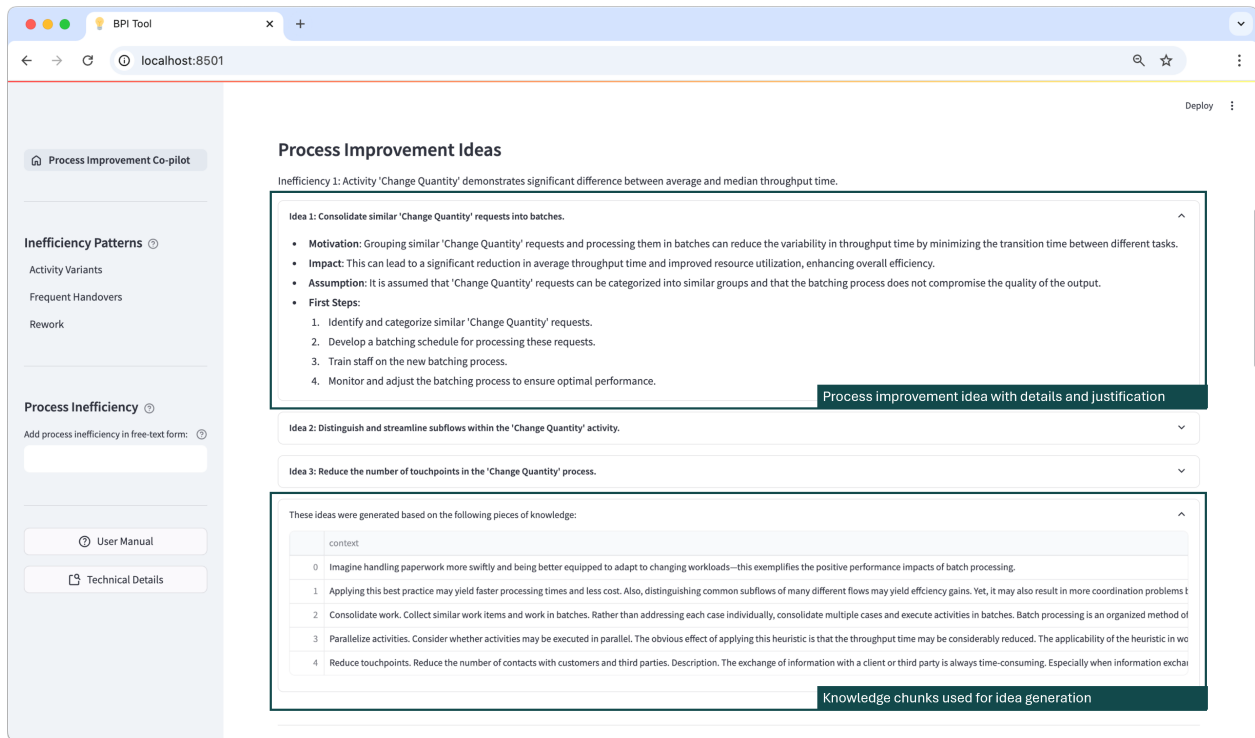 BPI Tool
localhost:8501
Deploy
Process Improvement Co-pilot
Inefficiency Patterns
Activity Variants
Frequent Handovers
Rework
Process Inefficiency
Add process inefficiency in free-text form:
User Manual
Technical Details
Process Improvement Ideas
Inefficiency 1: Activity 'Change Quantity' demonstrates significant difference between average and median throughput time.
Idea 1: Consolidate similar 'Change Quantity' requests into batches.
• Motivation: Grouping similar 'Change Quantity' requests and processing them in batches can reduce the variability in throughput time by minimizing the transition time between different tasks.
• Impact: This can lead to a significant reduction in average throughput time and improved resource utilization, enhancing overall efficiency.
• Assumption: It is assumed that 'Change Quantity' requests can be categorized into similar groups and that the batching process does not compromise the quality of the output.
• First Steps:
1. Identify and categorize similar 'Change Quantity' requests.
2. Develop a batching schedule for processing these requests.
3. Train staff on the new batching process.
4. Monitor and adjust the batching process to ensure optimal performance.
Process improvement idea with details and justification
Idea 2: Distinguish and streamline subflows within the 'Change Quantity' activity.
Idea 3: Reduce the number of touchpoints in the 'Change Quantity' process.
These ideas were generated based on the following pieces of knowledge:
context
0 Imagine handling paperwork more swiftly and being better equipped to adapt to changing workloads—this exemplifies the positive performance impacts of batch processing.
1 Applying this best practice may yield faster processing times and less cost. Also, distinguishing common subflows of many different flows may yield effciency gains. Yet, it may also result in more coordination problems
2 Consolidate work. Collect similar work items and work in batches. Rather than addressing each case individually, consolidate multiple cases and execute activities in batches. Batch processing is an organized method of
3 Parallelize activities. Consider whether activities may be executed in parallel. The obvious effect of applying this heuristic is that the throughput time may be considerably reduced. The applicability of the heuristic in wo
4 Reduce touchpoints. Reduce the number of contacts with customers and third parties. Description. The exchange of information with a client or third party is always time-consuming. Especially when information exchan
Knowledge chunks used for idea generation